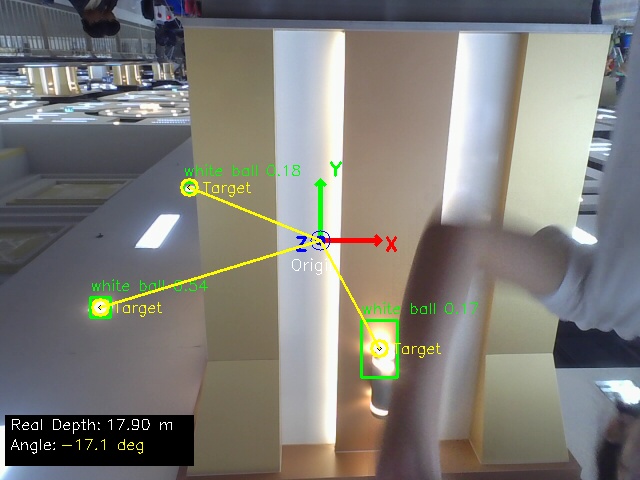 white ball 0.18
Target
Y
Z
X
Origi
white ball 0.54
Target
white ball 0.17
Target
Real Depth: 17.90 m
Angle: -17.1 deg